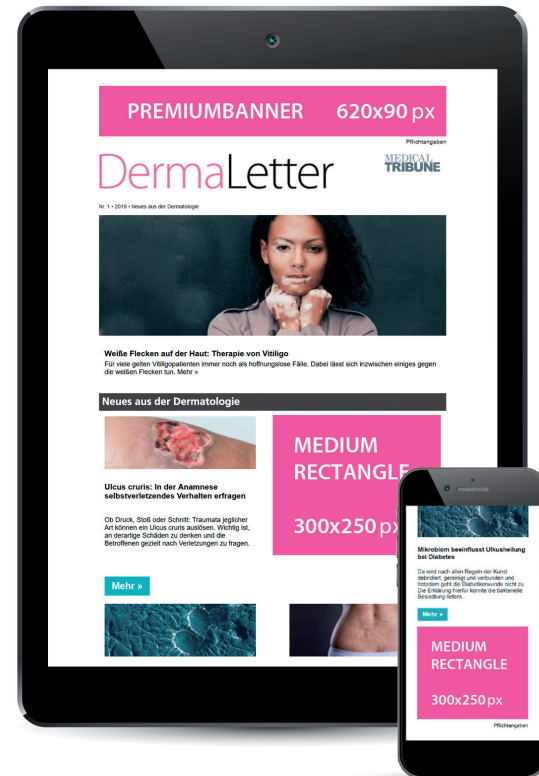 PREMIUMBANNER 620x90 px
Pflichtangaben
DermaLetter
MEDICAL
TRIBUNE
Nr. 1 • 2019 • Neues aus der Dermatologie
Weiße Flecken auf der Haut: Therapie von Vitiligo
Für viele gelten Vitiligopatienten immer noch als hoffnungslose Fälle. Dabei lässt sich inzwischen einiges gegen
die weißen Flecken tun. Mehr »
Neues aus der Dermatologie
Ulcus cruris: In der Anamnese
selbstverletzendes Verhalten erfragen
Ob Druck, Stoß oder Schnitt: Traumata jeglicher
Art können ein Ulcus cruris auslösen. Wichtig ist,
an derartige Schäden zu denken und die
Betroffenen gezielt nach Verletzungen zu fragen.
Mehr »
MEDIUM
RECTANGLE
300x250 px
Mikrobiom beeinflusst Ulkusheilung
bei Diabetes
Da wird nach allen Regeln der Kunst
debridiert, gereinigt und verbunden und
trotzdem geht die Diabetikerwunde nicht zu.
Die Erklärung hierfür könnte die bakterielle
Besiedlung liefern.
Mehr »
MEDIUM
RECTANGLE
300x250 px
Pflichtangaben